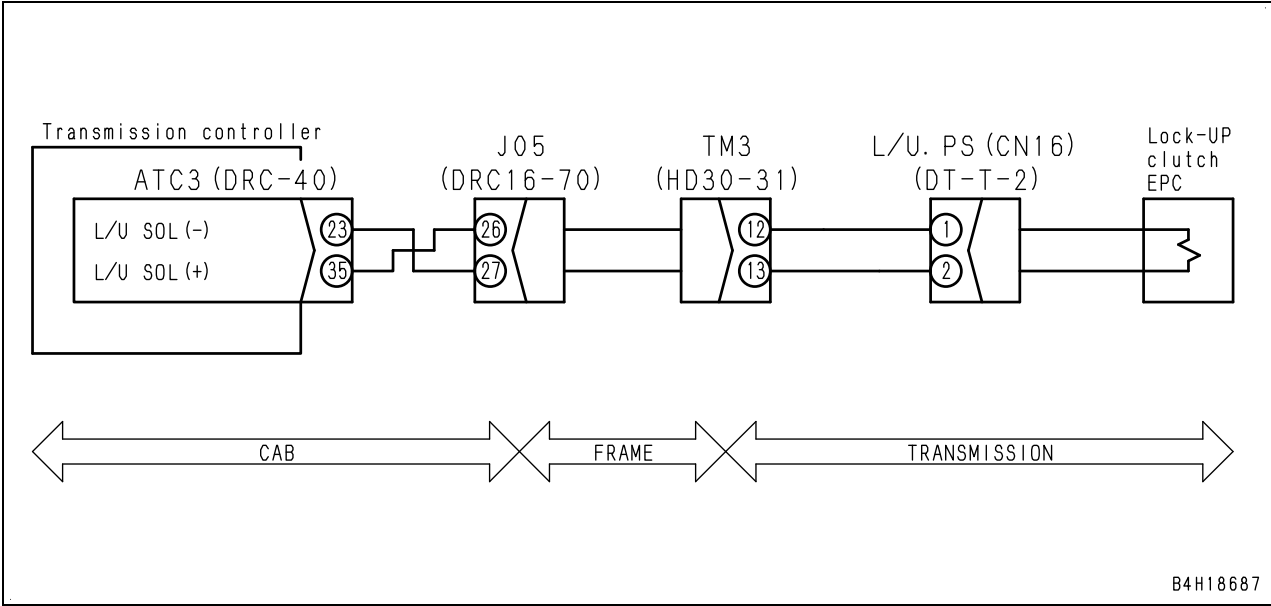 Transmission controller
ATC3 (DRC-40)
J05
(DRC16-70)
TM3
(HD30-31)
L/U. PS (CN16)
(DT-T-2)
Lock-UP
clutch
EPC
L/U SOL (-)
23
26
12
1
L/U SOL (+)
35
27
13
2
CAB
FRAME
TRANSMISSION
B4H18687